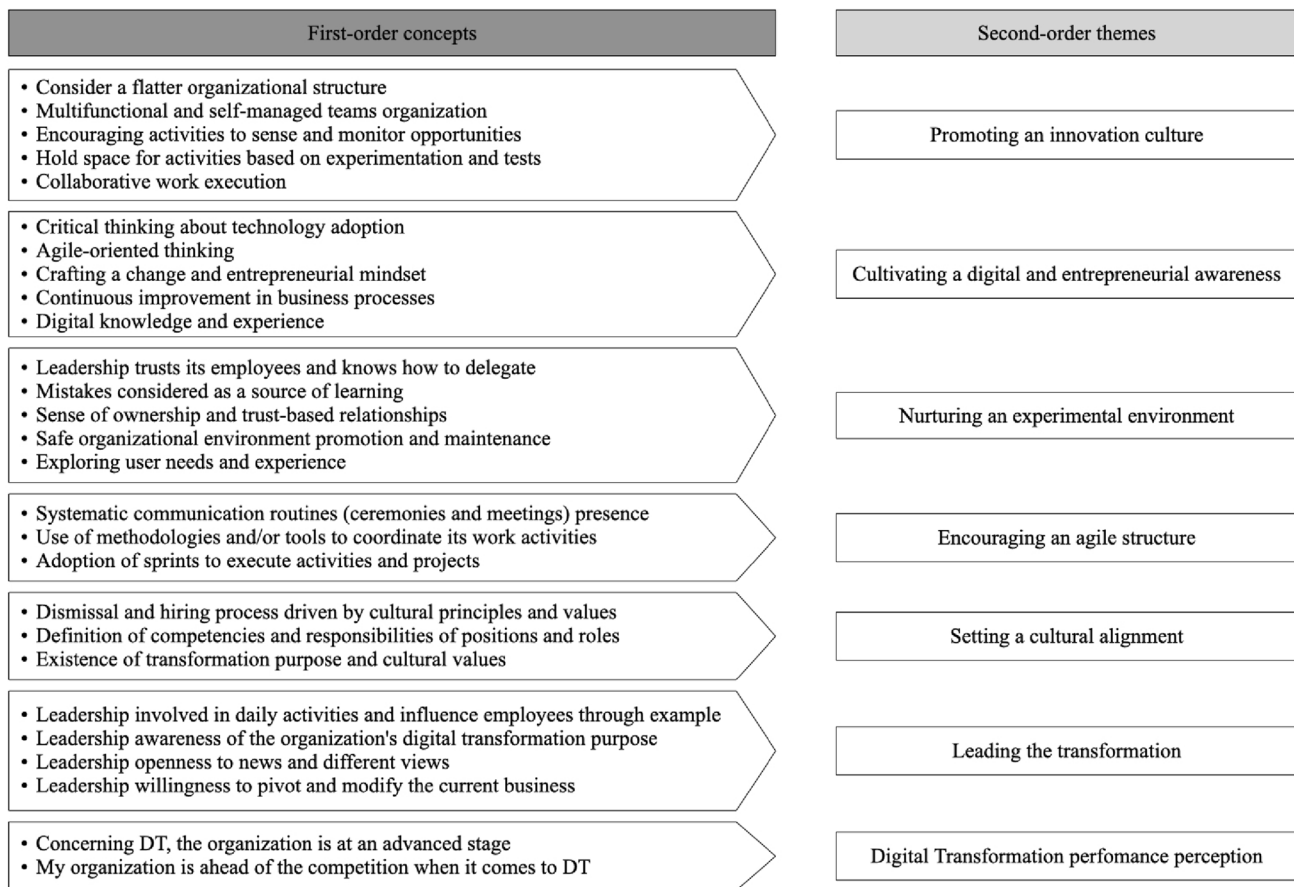 First-order concepts
Second-order themes
• Consider a flatter organizational structure
• Multifunctional and self-managed teams organization
• Encouraging activities to sense and monitor opportunities
• Hold space for activities based on experimentation and tests
• Collaborative work execution
Promoting an innovation culture
• Critical thinking about technology adoption
• Agile-oriented thinking
• Crafting a change and entrepreneurial mindset
• Continuous improvement in business processes
• Digital knowledge and experience
Cultivating a digital and entrepreneurial awareness
• Leadership trusts its employees and knows how to delegate
• Mistakes considered as a source of learning
• Sense of ownership and trust-based relationships
• Safe organizational environment promotion and maintenance
• Exploring user needs and experience
Nurturing an experimental environment
• Systematic communication routines (ceremonies and meetings) presence
• Use of methodologies and/or tools to coordinate its work activities
• Adoption of sprints to execute activities and projects
Encouraging an agile structure
• Dismissal and hiring process driven by cultural principles and values
• Definition of competencies and responsibilities of positions and roles
• Existence of transformation purpose and cultural values
Setting a cultural alignment
• Leadership involved in daily activities and influence employees through example
• Leadership awareness of the organization's digital transformation purpose
• Leadership openness to news and different views
• Leadership willingness to pivot and modify the current business
Leading the transformation
• Concerning DT, the organization is at an advanced stage
• My organization is ahead of the competition when it comes to DT
Digital Transformation perfomance perception